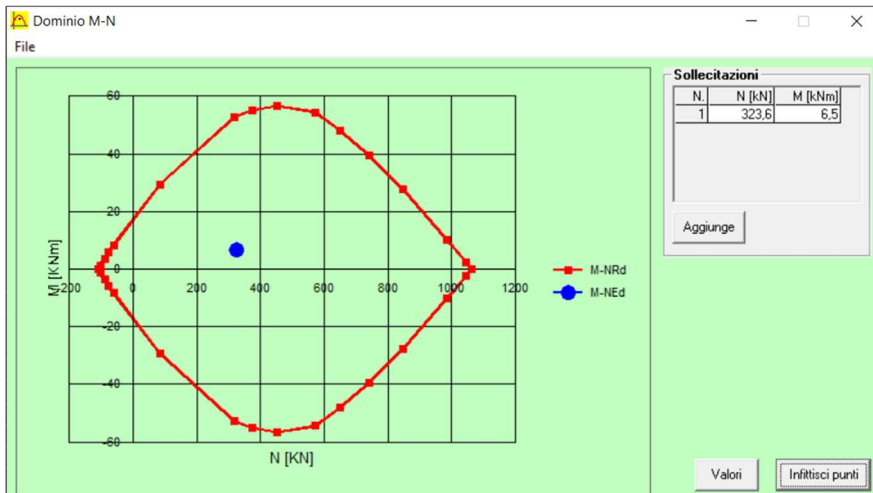 Dominio M-N
File
Sollecitazioni
N. N [kN] M [kNm]
1 323,6 6,5
Aggiunge
60
40
20
0
-20
-40
-60
M [KNm]
-200 0 200 400 600 800 1000 1200
N [KN]
M-NRd
M-NEd
Valori
Infittisci punti